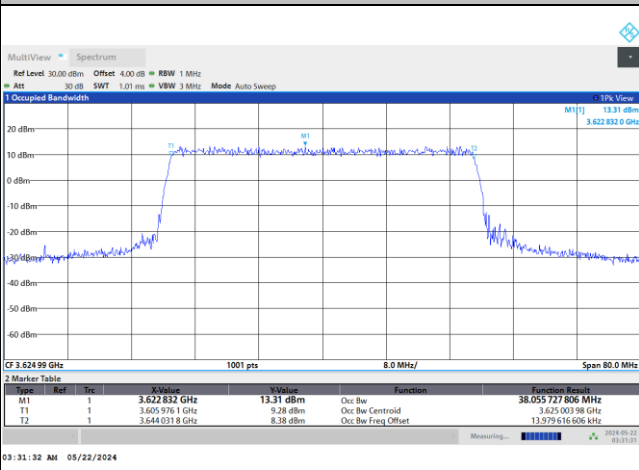 MultiView Spectrum
Ref Level 30.00 dBm Offset 4.00 dB RBW 1 MHz
Att 30 dB SWT 1.01 ms VBW 3 MHz Mode Auto Sweep
1 Occupied Bandwidth 1Pk View
M1[1] 13.31 dBm
3.622 832 0 GHz
20 dBm
M1
T1 T2
10 dBm
0 dBm
-10 dBm
-20 dBm
-30 dBm
-40 dBm
-50 dBm
-60 dBm
CF 3.624 99 GHz 1001 pts 8.0 MHz/ Span 80.0 MHz
2 Marker Table
Type Ref Trc X-Value Y-Value Function Function Result
M1 1 3.622 832 GHz 13.31 dBm Occ Bw 38.055 727 806 MHz
T1 1 3.605 976 1 GHz 9.28 dBm Occ Bw Centroid 3.625 003 98 GHz
T2 1 3.644 031 8 GHz 8.38 dBm Occ Bw Freq Offset 13.979 616 606 kHz
Measuring... 2024-05-22
03:31:31
03:31:32 AM 05/22/2024